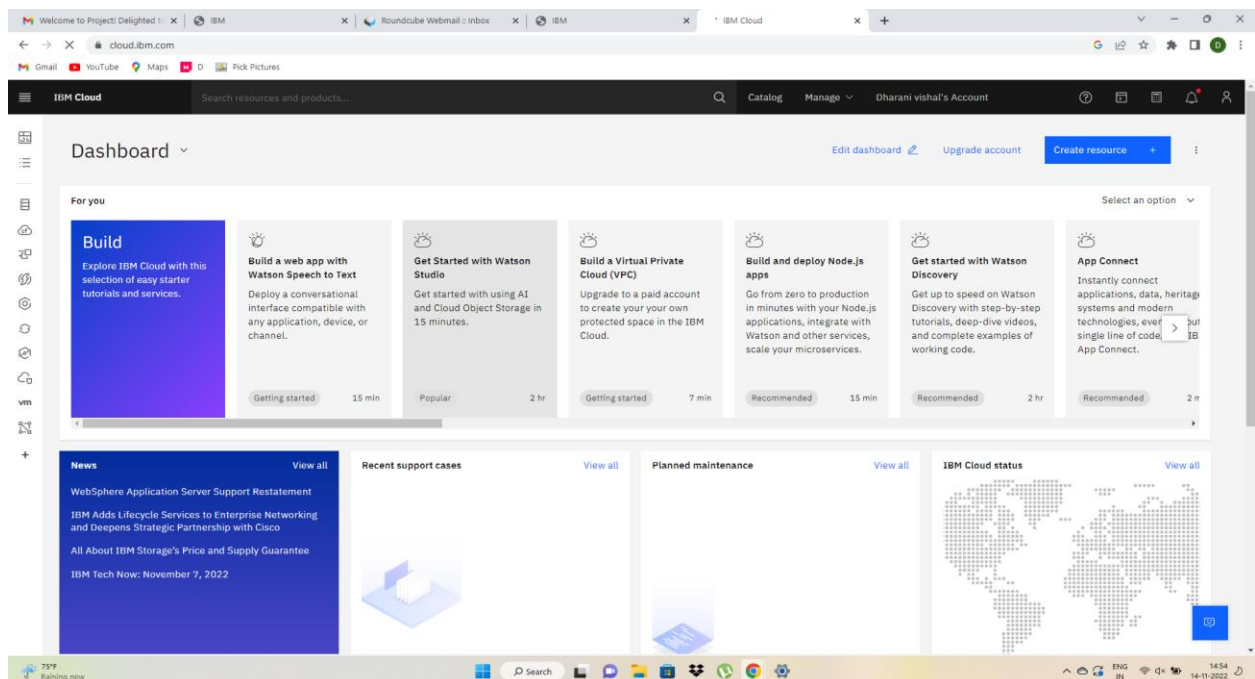 Welcome to Project! Delighted t
IBM
Roundcube Webmail :: Inbox
IBM
IBM Cloud
cloud.ibm.com
G
D
Gmail
YouTube
Maps
D
Pick Pictures
IBM Cloud
Search resources and products...
Catalog
Manage
Dharani vishal's Account
Dashboard
Edit dashboard
Upgrade account
Create resource +
For you
Select an option
Build
Explore IBM Cloud with this
selection of easy starter
tutorials and services.
Build a web app with
Watson Speech to Text
Deploy a conversational
interface compatible with
any application, device, or
channel.
Getting started
15 min
Get Started with Watson
Studio
Get started with using AI
and Cloud Object Storage in
15 minutes.
Popular
2 hr
Build a Virtual Private
Cloud (VPC)
Upgrade to a paid account
to create your your own
protected space in the IBM
Cloud.
Getting started
7 min
Build and deploy Node.js
apps
Go from zero to production
in minutes with your Node.js
applications, integrate with
Watson and other services,
scale your microservices.
Recommended
15 min
Get started with Watson
Discovery
Get up to speed on Watson
Discovery with step-by-step
tutorials, deep-dive videos,
and complete examples of
working code.
Recommended
2 hr
App Connect
Instantly connect
applications, data, heritage
systems and modern
technologies,
single line of code
App Connect.
Recommended
2
vm
News
View all
WebSphere Application Server Support Restatement
IBM Adds Lifecycle Services to Enterprise Networking
and Deepens Strategic Partnership with Cisco
All About IBM Storage's Price and Supply Guarantee
IBM Tech Now: November 7, 2022
Recent support cases
View all
Planned maintenance
View all
IBM Cloud status
View all
75°F
Raining now
Search
ENG
IN
14:54
14-11-2022